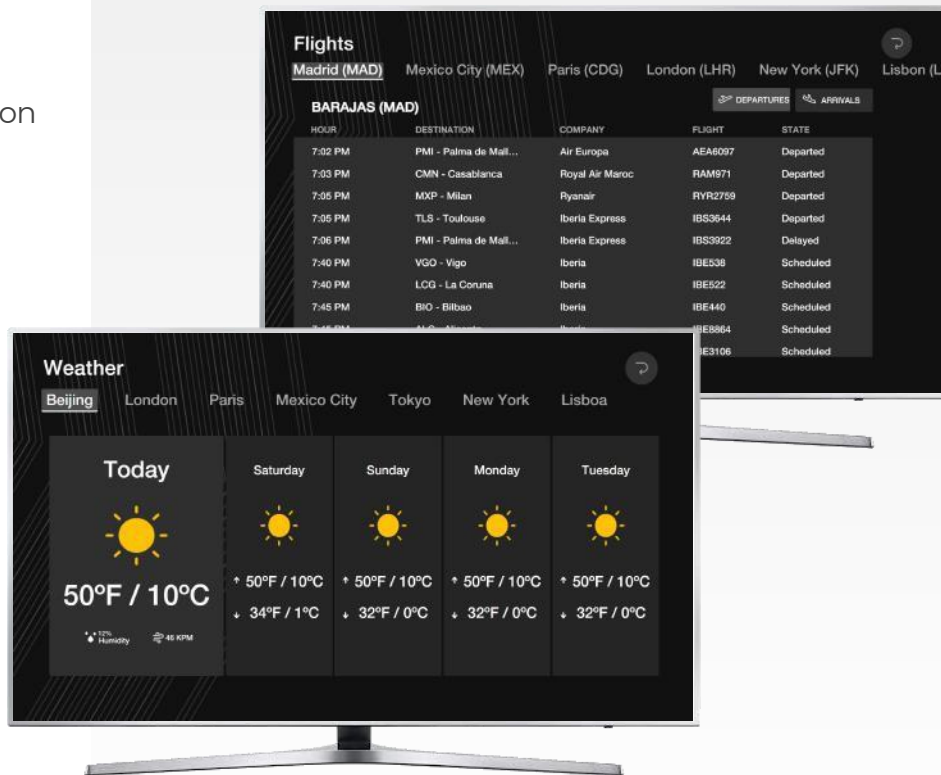 on
Flights
Madrid (MAD) Mexico City (MEX) Paris (CDG) London (LHR) New York (JFK) Lisbon (L
BARAJAS (MAD) DEPARTURES ARRIVALS
HOUR DESTINATION COMPANY FLIGHT STATE
7:02 PM PMI - Palma de Mall... Air Europa AEA6097 Departed
7:03 PM CMN - Casablanca Royal Air Maroc RAM971 Departed
7:05 PM MXP - Milan Ryanair RYR2759 Departed
7:05 PM TLS - Toulouse Iberia Express IBS3644 Departed
7:06 PM PMI - Palma de Mall... Iberia Express IBS3922 Delayed
7:40 PM VGO - Vigo Iberia IBE538 Scheduled
7:40 PM LCG - La Coruna Iberia IBE522 Scheduled
7:45 PM BIO - Bilbao Iberia IBE440 Scheduled
Scheduled
Scheduled
Weather
Beijing London Paris Mexico City Tokyo New York Lisboa
Today Saturday Sunday Monday Tuesday
50ºF / 10ºC
↑ 50ºF / 10ºC ↑ 50ºF / 10ºC ↑ 50ºF / 10ºC ↑ 50ºF / 10ºC
↓ 34ºF / 1ºC ↓ 32ºF / 0ºC ↓ 32ºF / 0ºC ↓ 32ºF / 0ºC
12% Humidity 46 KPM